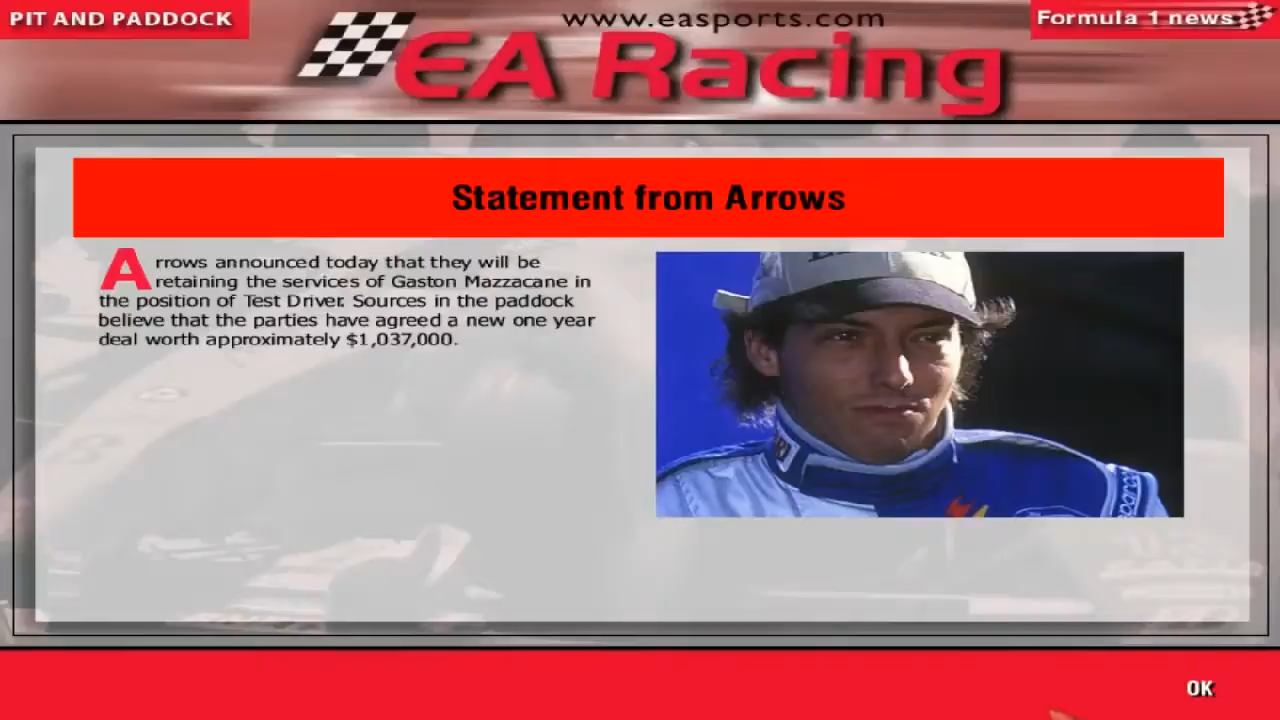 PIT AND PADDOCK
www.easports.com
Formula 1 news
EA Racing
Statement from Arrows
Arrows announced today that they will be
retaining the services of Gaston Mazzacane in
the position of Test Driver. Sources in the paddock
believe that the parties have agreed a new one year
deal worth approximately $1,037,000.
OK